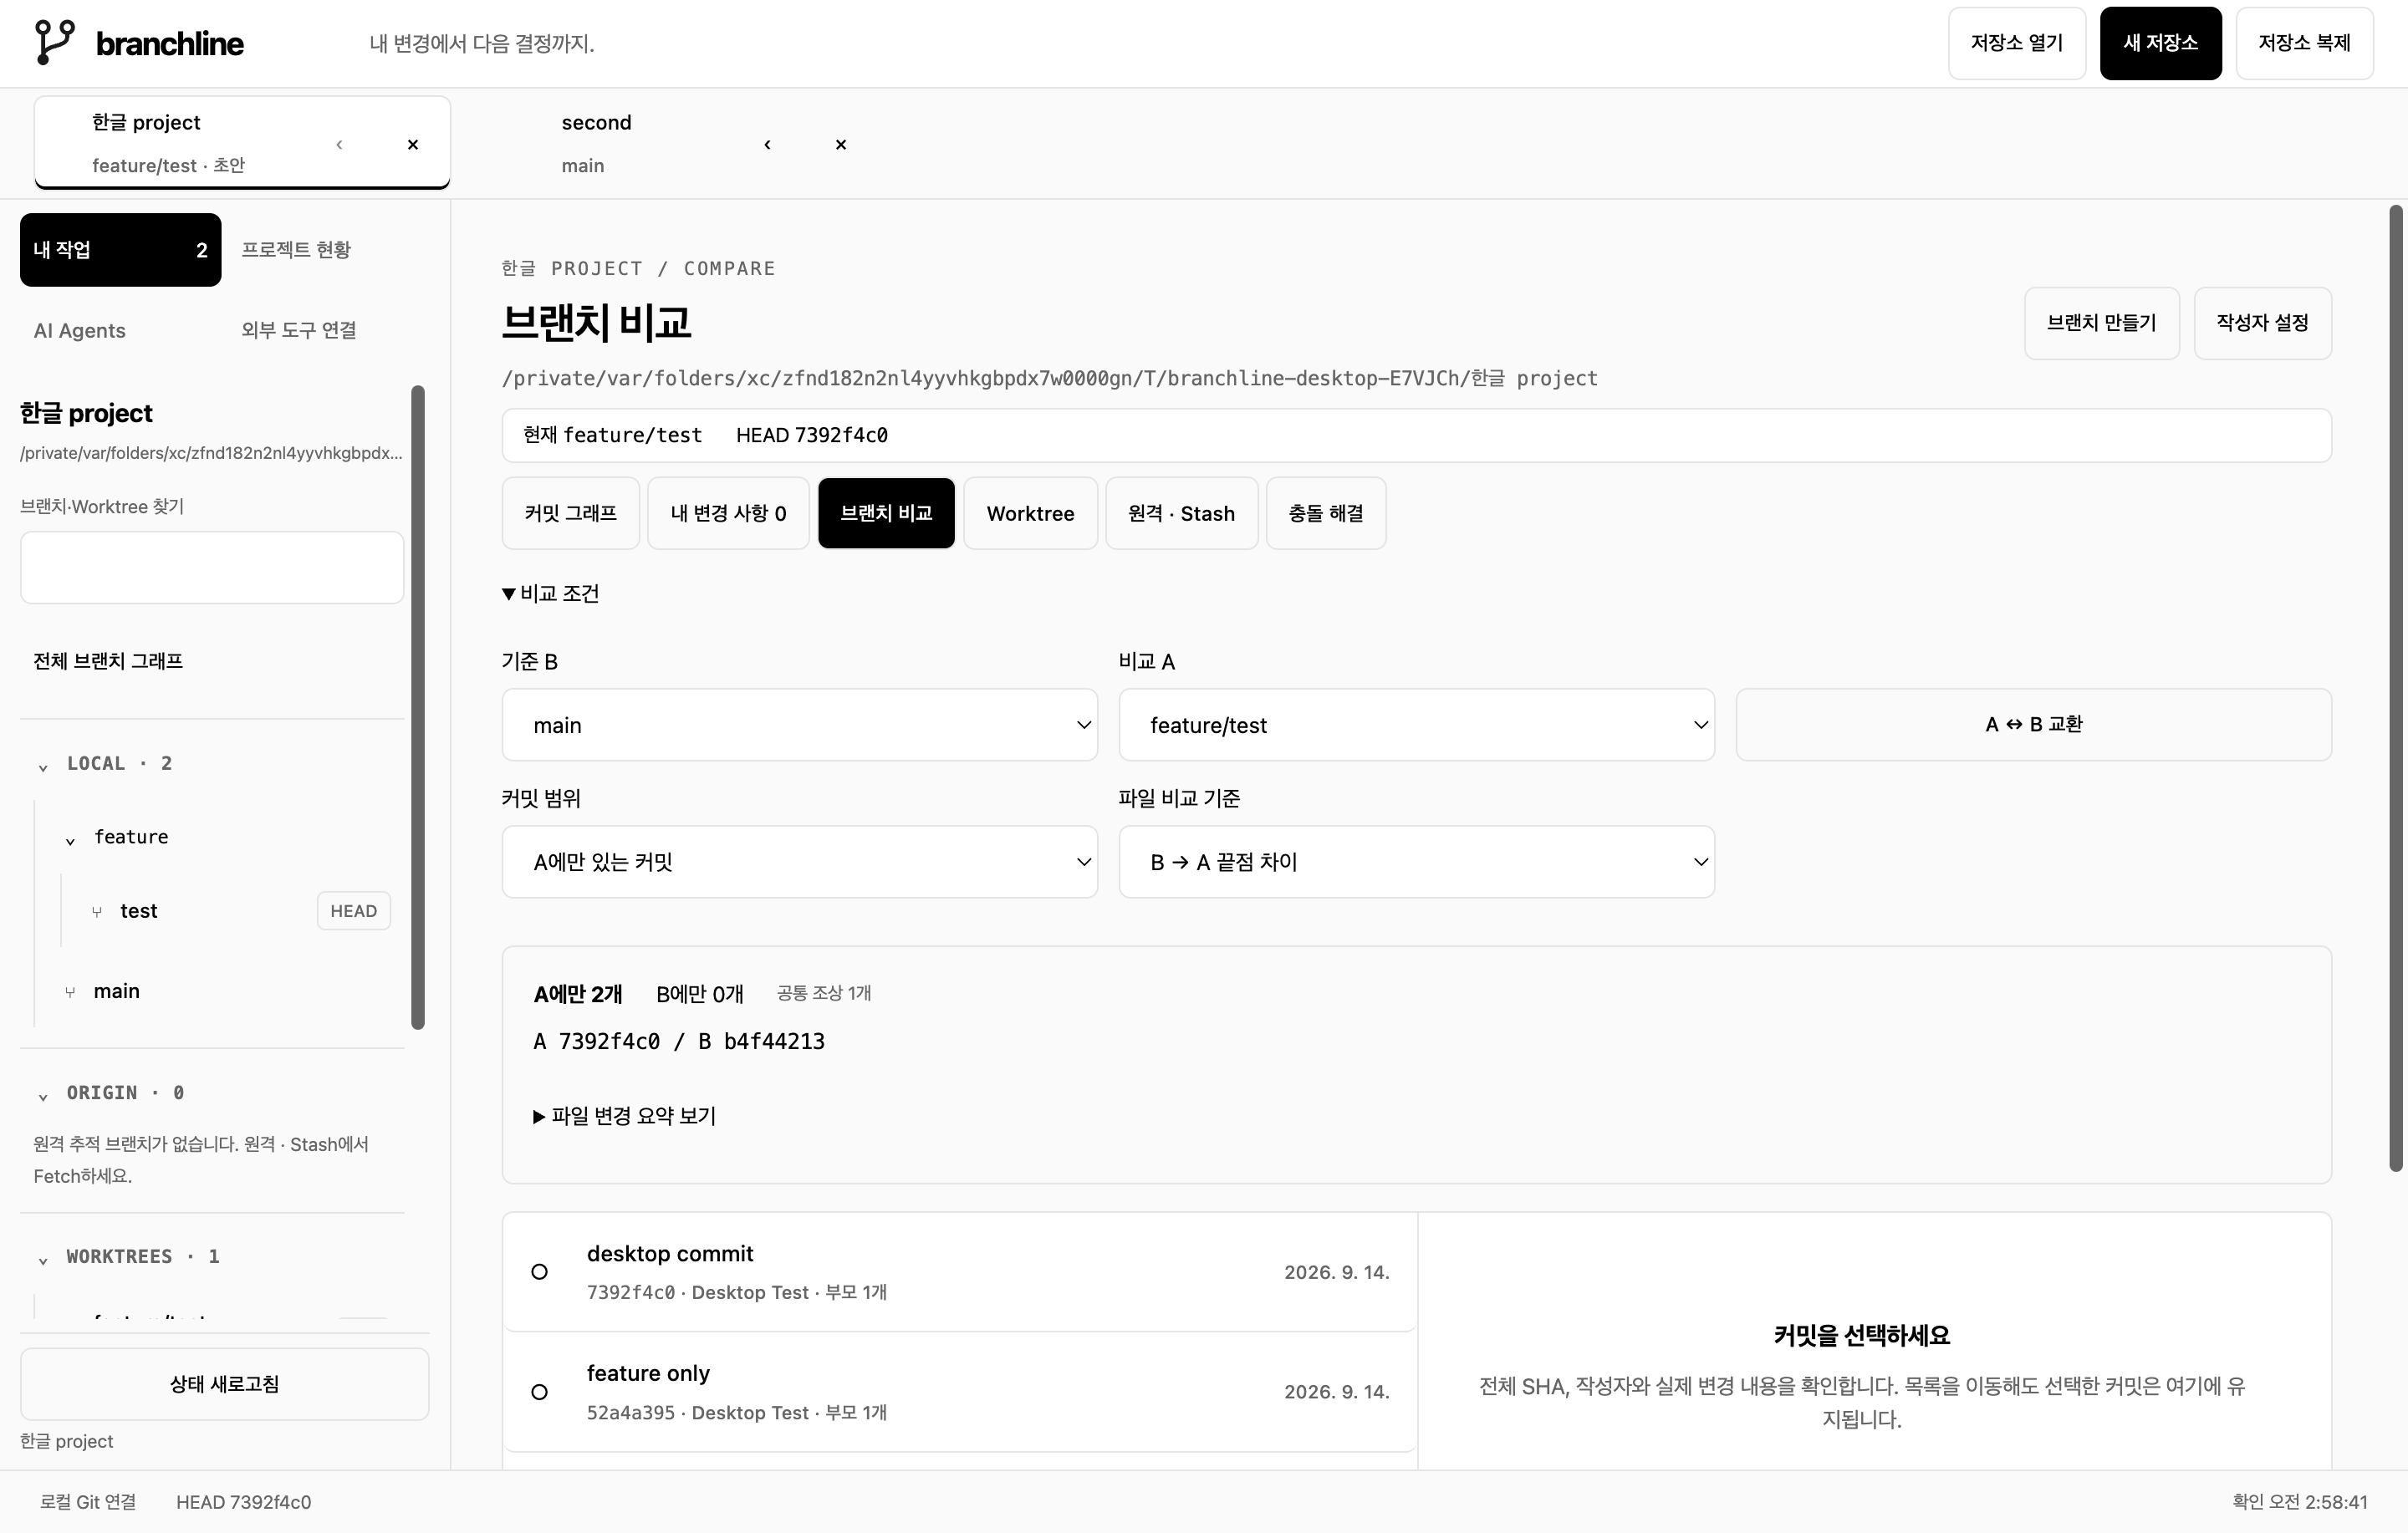 branchline
내 변경에서 다음 결정까지.
저장소 열기
새 저장소
저장소 복제
한글 project
feature/test · 초안
second
main
내 작업 2
프로젝트 현황
AI Agents
외부 도구 연결
한글 project
/private/var/folders/xc/zfnd182n2nl4yyvhkgbpdx...
브랜치·Worktree 찾기
전체 브랜치 그래프
LOCAL · 2
feature
test HEAD
main
ORIGIN · 0
원격 추적 브랜치가 없습니다. 원격 · Stash에서
Fetch하세요.
WORKTREES · 1
상태 새로고침
한글 project
한글 PROJECT / COMPARE
브랜치 비교
브랜치 만들기
작성자 설정
/private/var/folders/xc/zfnd182n2nl4yyvhkgbpdx7w0000gn/T/branchline-desktop-E7VJCh/한글 project
현재 feature/test HEAD 7392f4c0
커밋 그래프
내 변경 사항 0
브랜치 비교
Worktree
원격 · Stash
충돌 해결
▼ 비교 조건
기준 B
main
비교 A
feature/test
A ↔ B 교환
커밋 범위
A에만 있는 커밋
파일 비교 기준
B → A 끝점 차이
A에만 2개 B에만 0개 공통 조상 1개
A 7392f4c0 / B b4f44213
▶ 파일 변경 요약 보기
desktop commit
7392f4c0 · Desktop Test · 부모 1개
2026. 9. 14.
feature only
52a4a395 · Desktop Test · 부모 1개
2026. 9. 14.
커밋을 선택하세요
전체 SHA, 작성자와 실제 변경 내용을 확인합니다. 목록을 이동해도 선택한 커밋은 여기에 유
지됩니다.
로컬 Git 연결
HEAD 7392f4c0
확인 오전 2:58:41